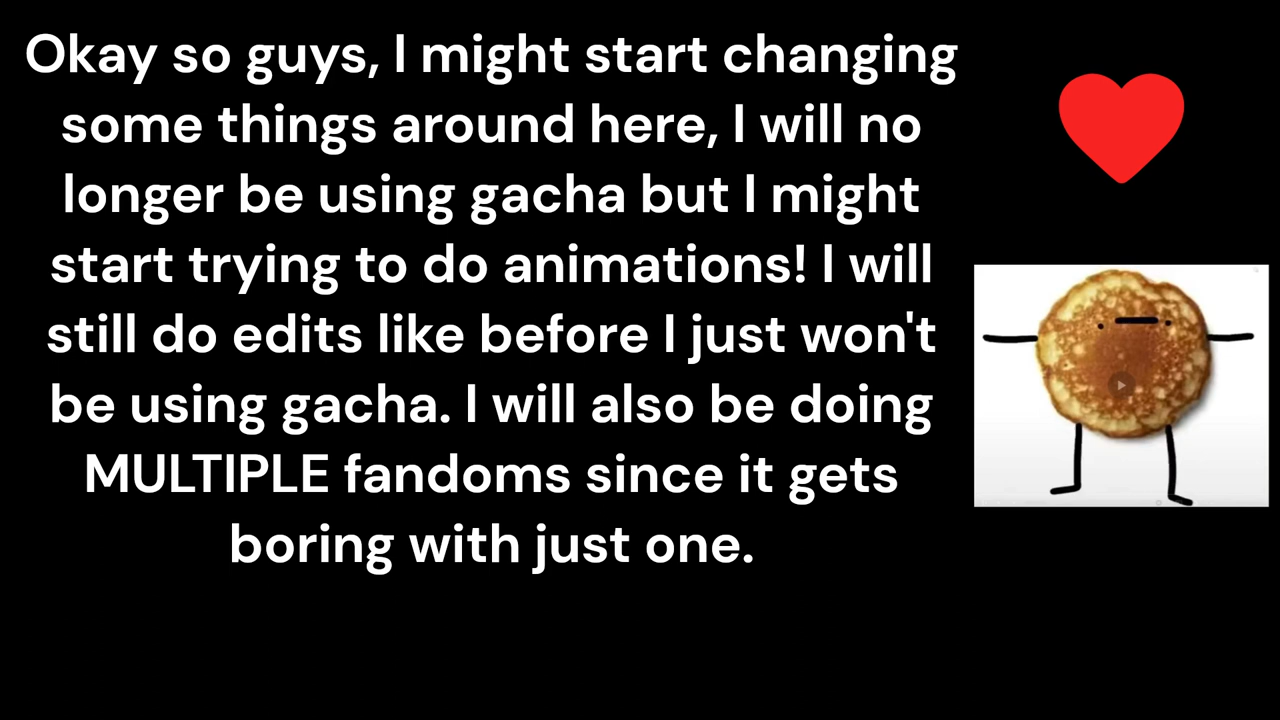 Okay so guys, I might start changing
some things around here, I will no
longer be using gacha but I might
start trying to do animations! I will
still do edits like before I just won't
be using gacha. I will also be doing
MULTIPLE fandoms since it gets
boring with just one.